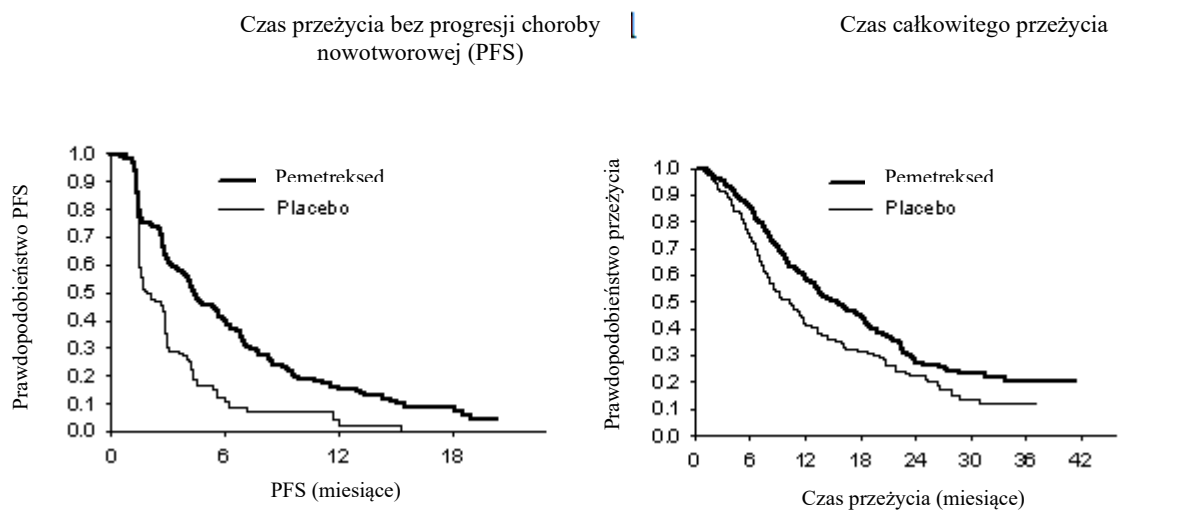 Czas przeżycia bez progresji choroby
nowotworowej (PFS)
Czas całkowitego przeżycia
Prawdopodobieństwo PFS
1.0
0.9
0.8
0.7
0.6
0.5
0.4
0.3
0.2
0.1
0.0
Pemetreksed
Placebo
0 6 12 18
PFS (miesiące)
Prawdopodobieństwo przeżycia
1.0
0.9
0.8
0.7
0.6
0.5
0.4
0.3
0.2
0.1
0.0
Pemetreksed
Placebo
0 6 12 18 24 30 36 42
Czas przeżycia (miesiące)